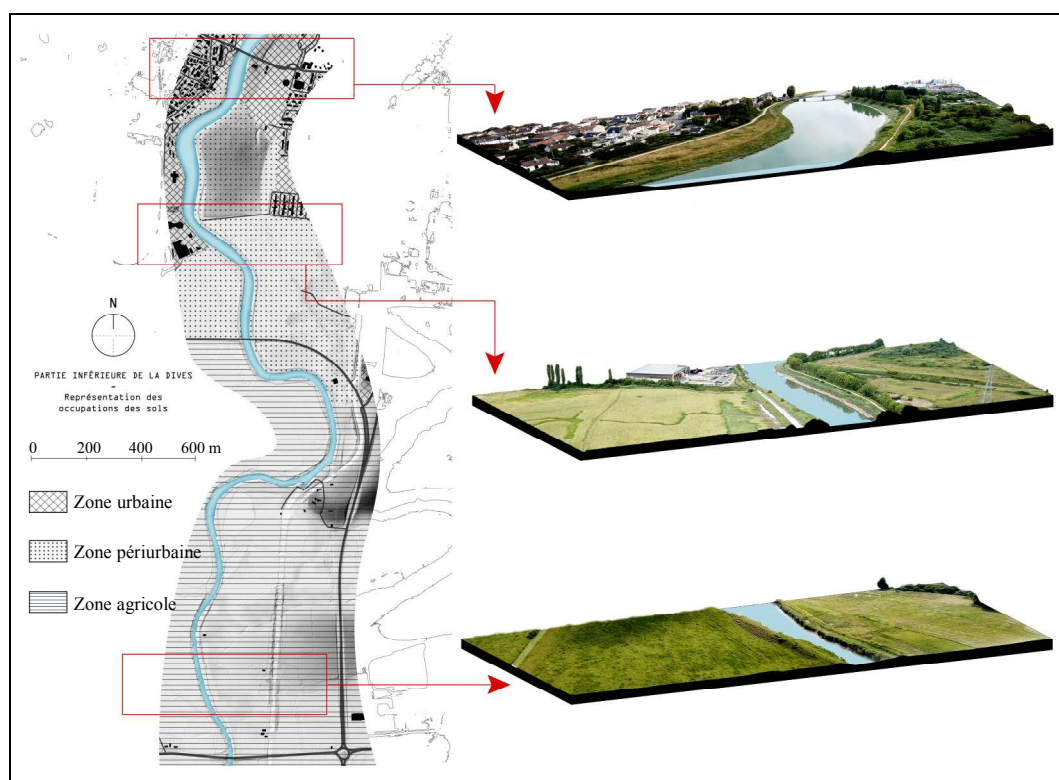 N
PARTIE INFÉRIEURE DE LA DIVES
–
Représentation des
occupations des sols
0 200 400 600 m
Zone urbaine
Zone périurbaine
Zone agricole